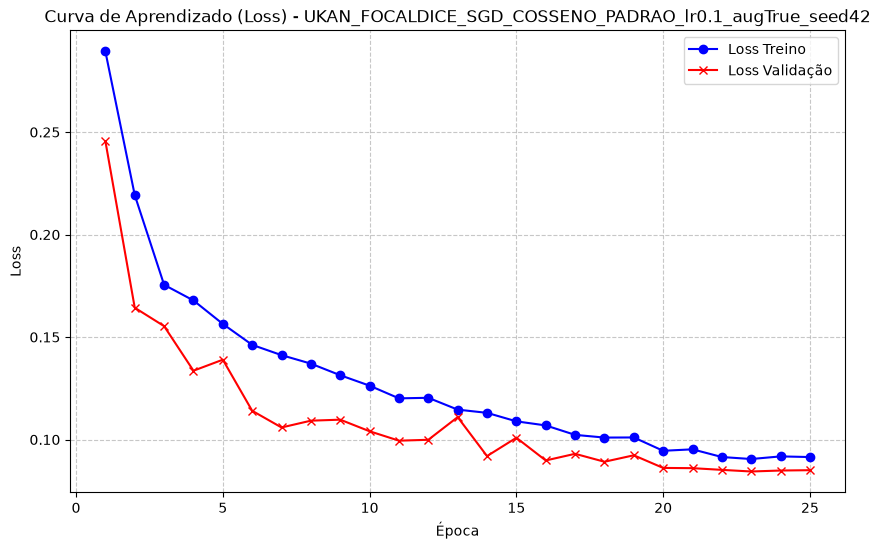 Curva de Aprendizado (Loss) - UKAN_FOCALDICE_SGD_COSSENO_PADRAO_lr0.1_augTrue_seed42
Loss Treino
Loss Validação
0.25
0.20
0.15
0.10
Loss
0
5
10
15
20
25
Época